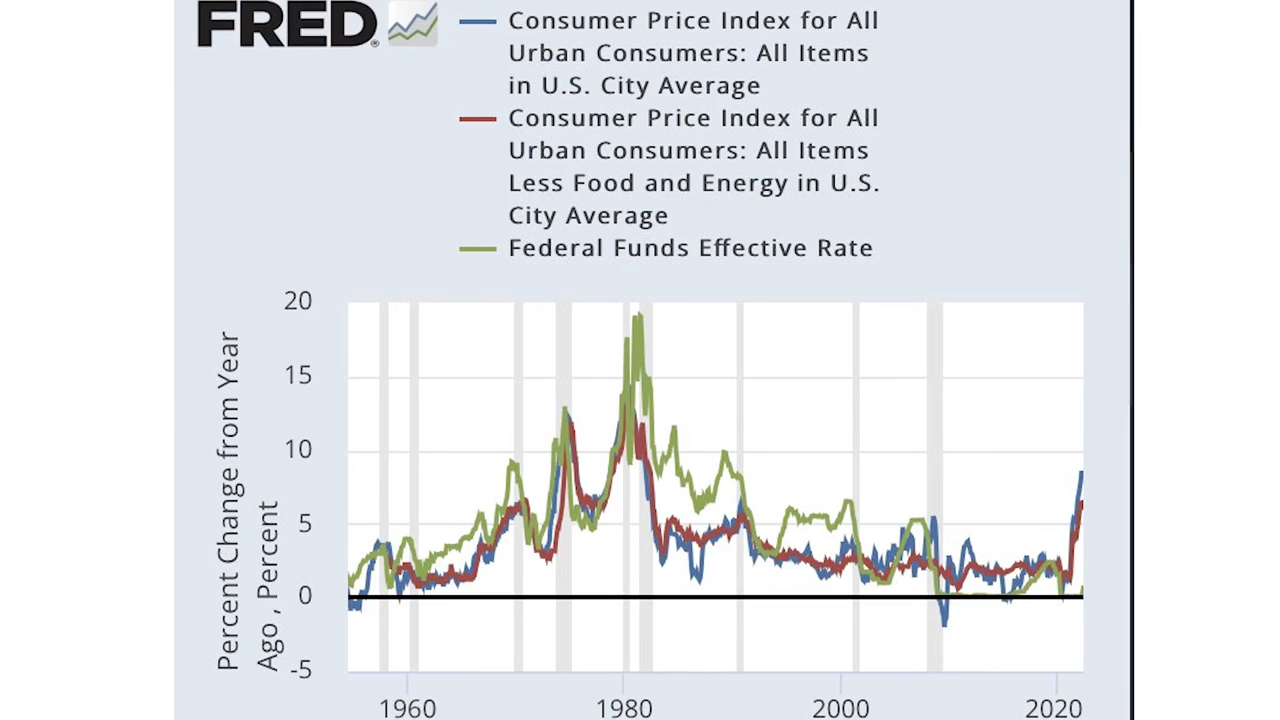 FRED®
Consumer Price Index for All
Urban Consumers: All Items
in U.S. City Average
Consumer Price Index for All
Urban Consumers: All Items
Less Food and Energy in U.S.
City Average
Federal Funds Effective Rate
Percent Change from Year
Ago , Percent
20
15
10
5
0
-5
1960
1980
2000
2020